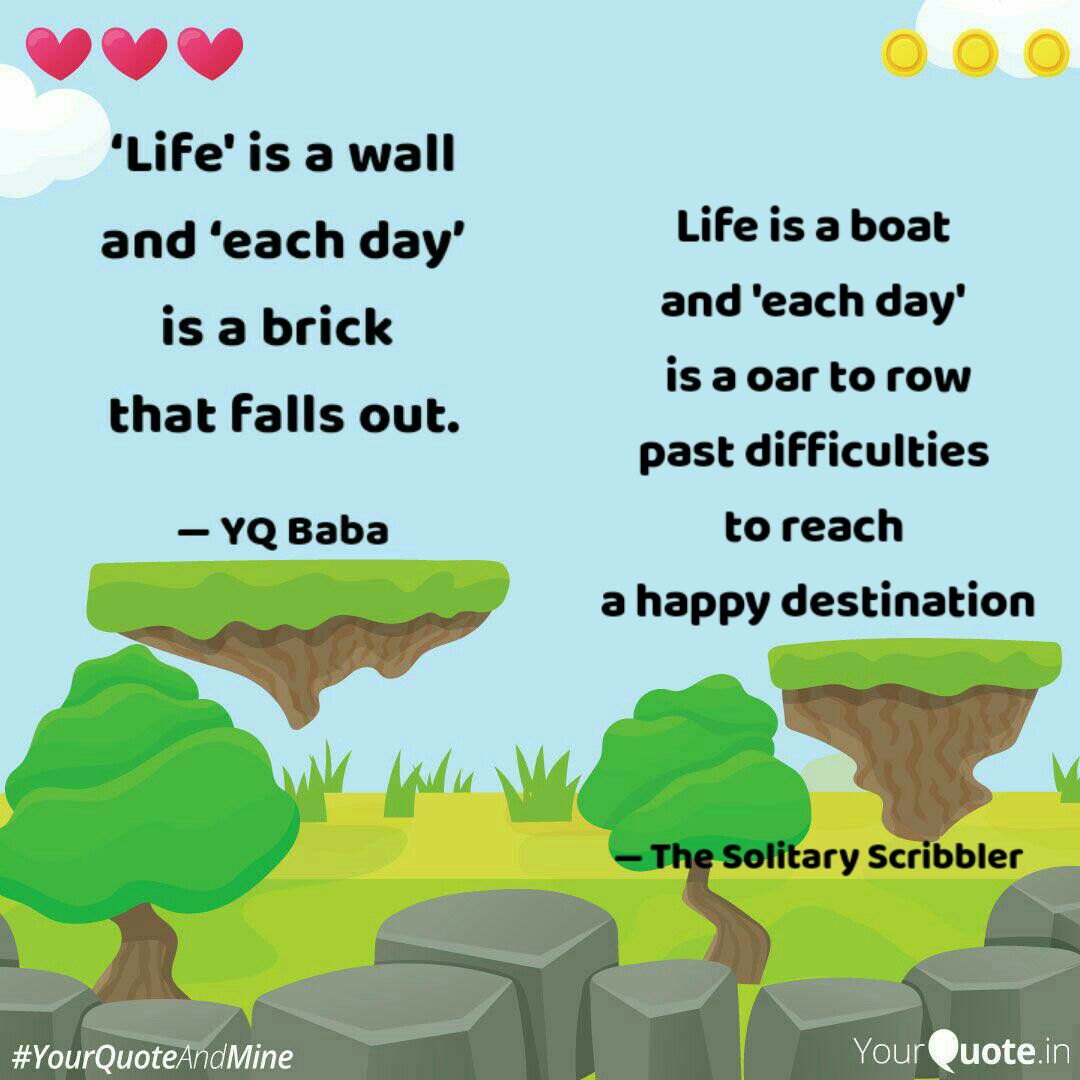 ‘Life' is a wall
and ‘each day’
is a brick
that falls out.
— YQ Baba
Life is a boat
and 'each day'
is a oar to row
past difficulties
to reach
a happy destination
— The Solitary Scribbler
#YourQuoteAndMine
YourQuote.in